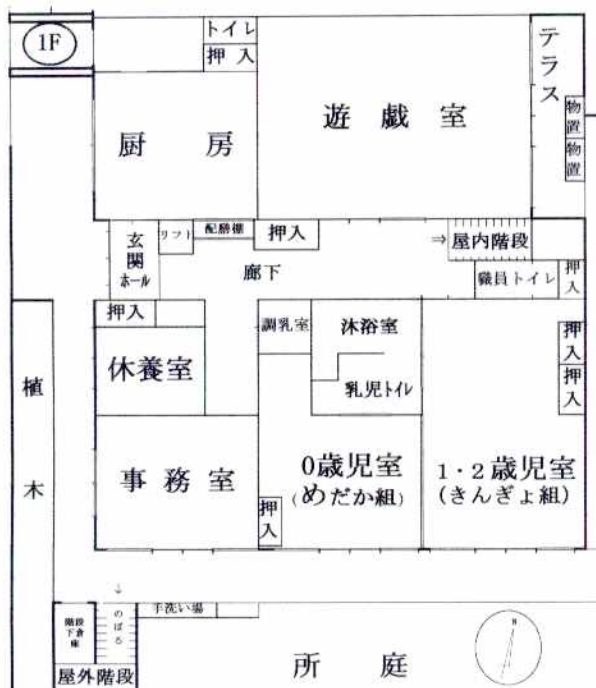 1F
トイレ
押入
テラス
遊戯室
厨房
物置
物置
玄関
ホール
リフト
配膳棚
押入
⇒
屋内階段
廊下
職員トイレ
押入
押入
調乳室
沐浴室
押入
押入
休養室
乳児トイレ
植木
事務室
0歳児室
(めだか組)
1・2歳児室
(きんぎょ組)
押入
↓
のぼる
手洗い場
階段
下倉
庫
屋外階段
所庭
N